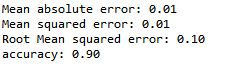 Mean absolute error: 0.01
Mean squared error: 0.01
Root Mean squared error: 0.10
accuracy: 0.90